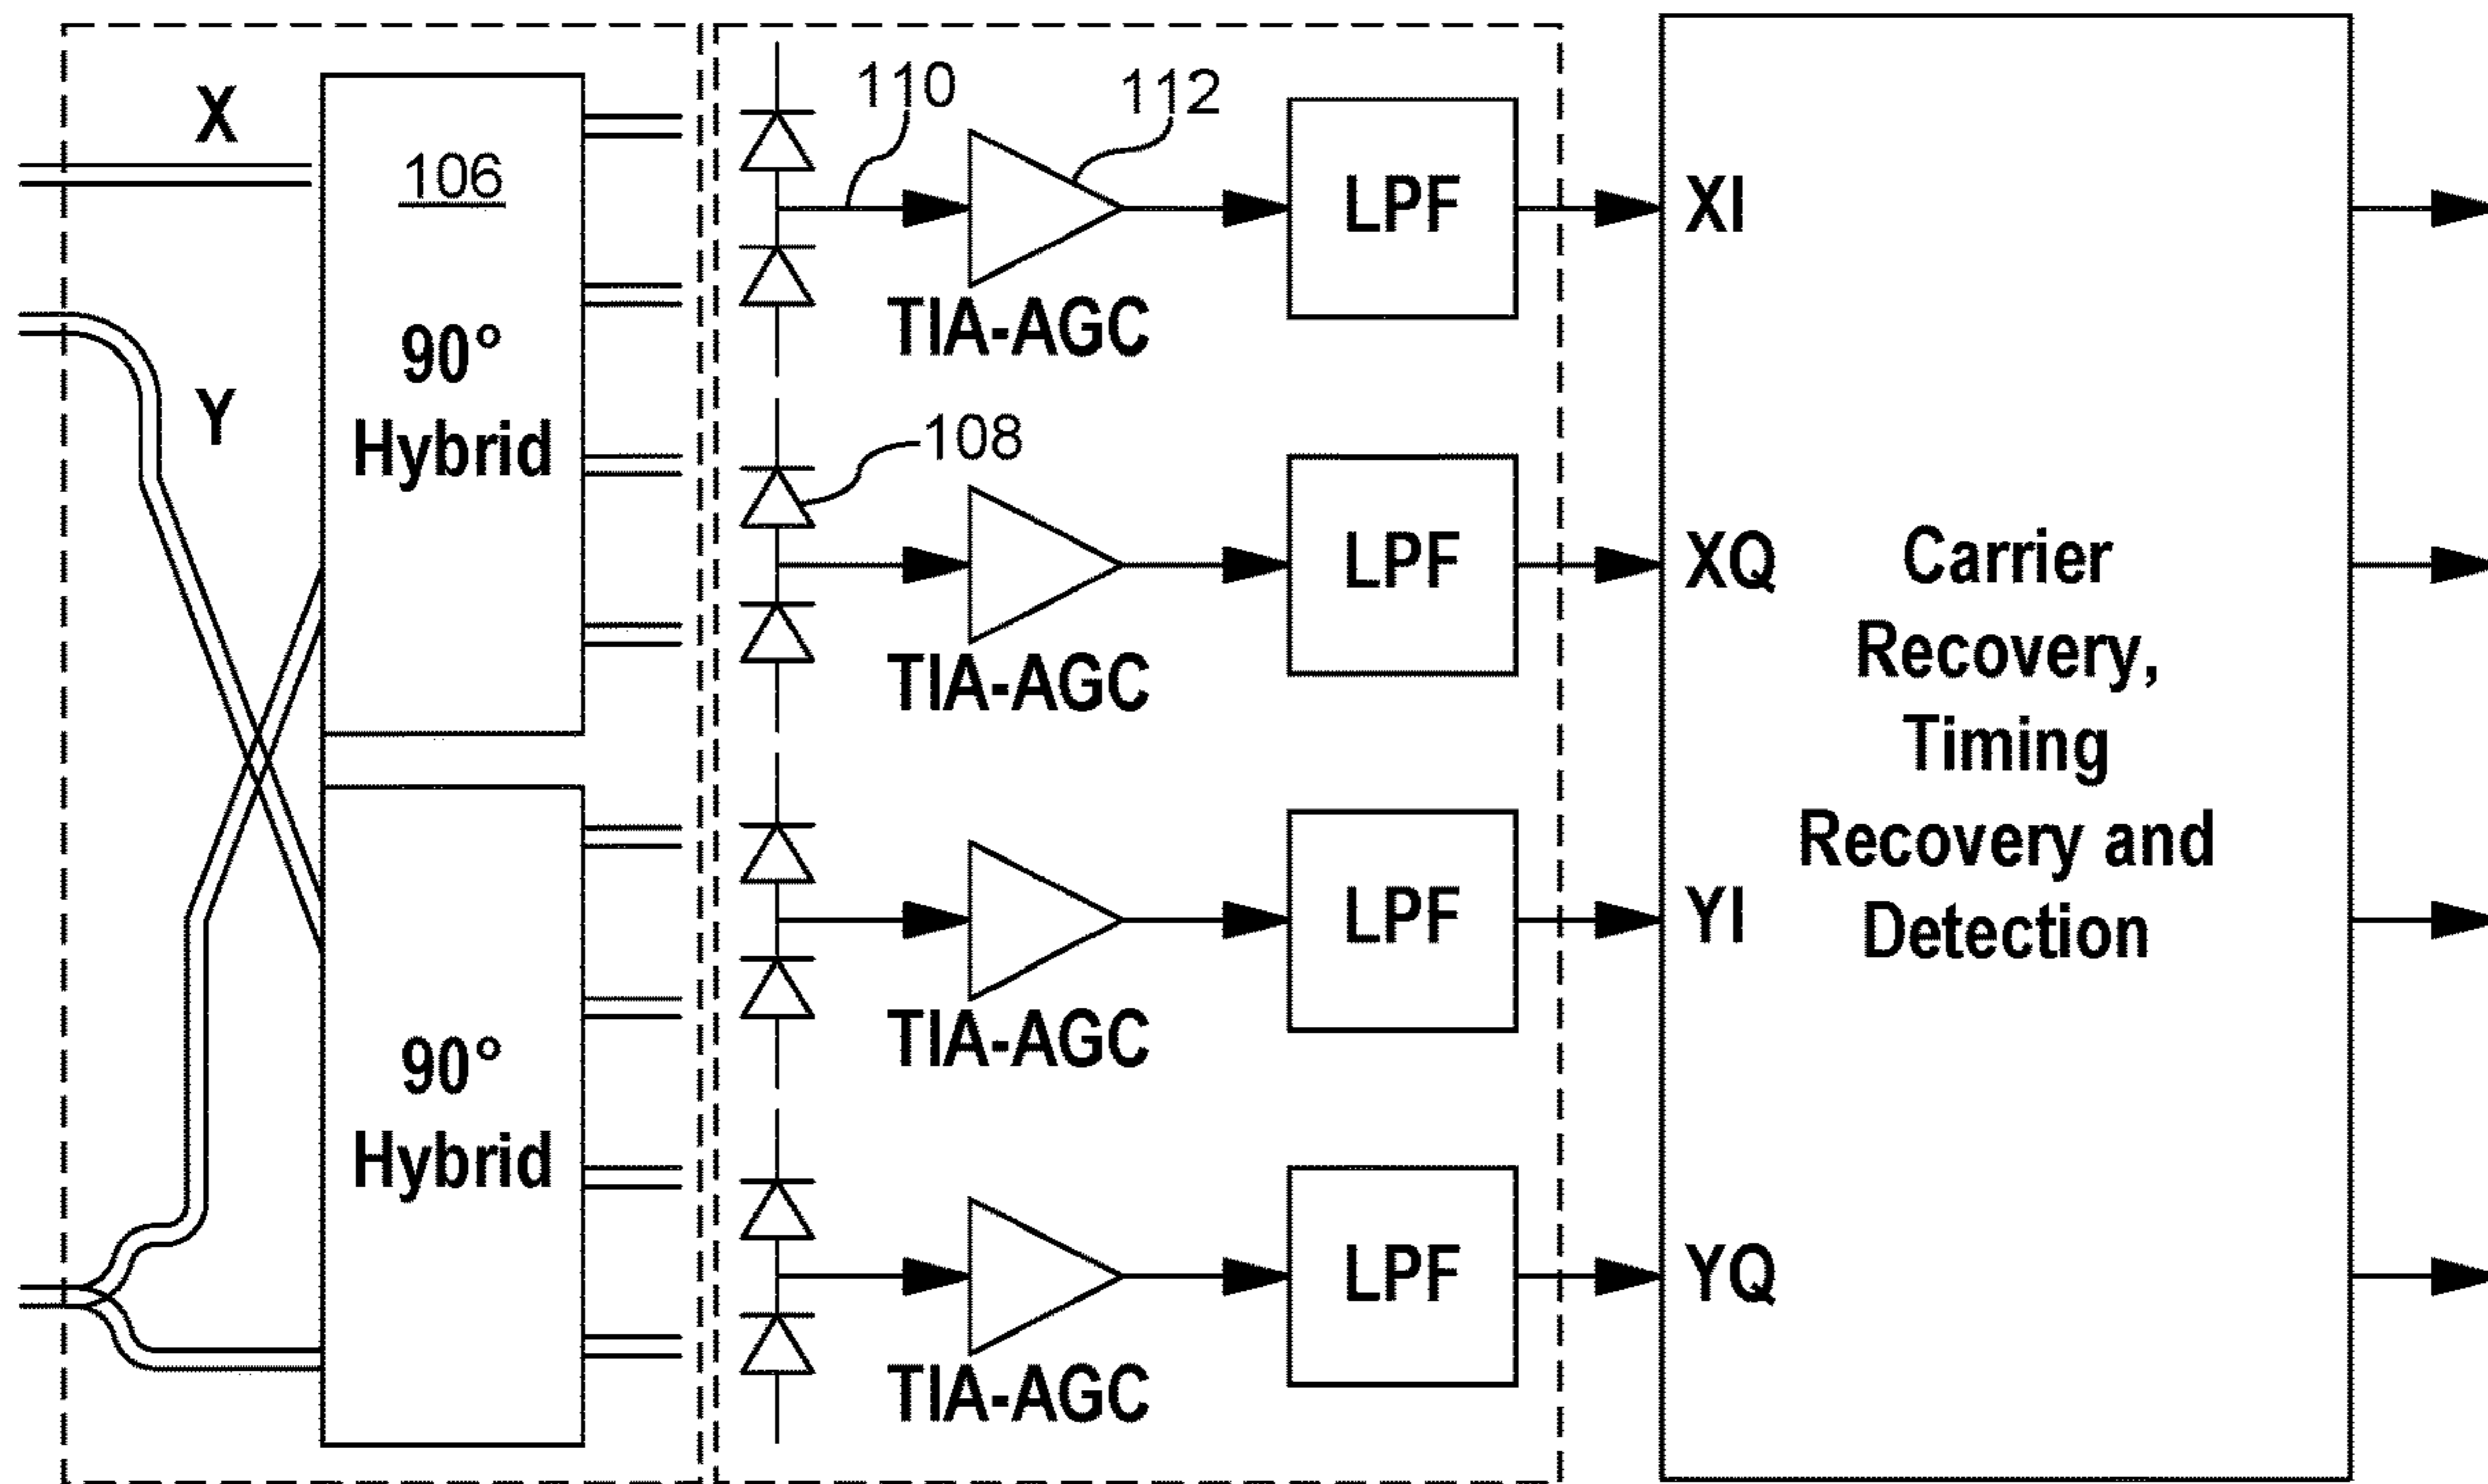 X
106
90°
Hybrid
Y
110
112
TIA-AGC
LPF
XI
108
TIA-AGC
LPF
XQ
Carrier
Recovery,
Timing
Recovery and
Detection
90°
Hybrid
TIA-AGC
LPF
YI
TIA-AGC
LPF
YQ